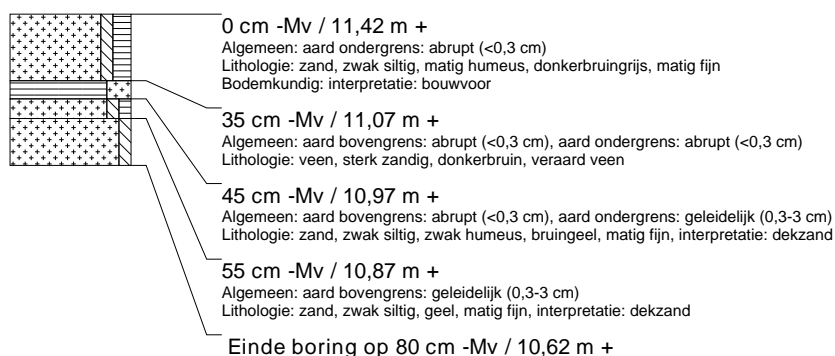 0 cm -Mv / 11,42 m +
Algemeen: aard ondergrens: abrupt (<0,3 cm)
Lithologie: zand, zwak siltig, matig humeus, donkerbruingrijs, matig fijn
Bodemkundig: interpretatie: bouwvoor
35 cm -Mv / 11,07 m +
Algemeen: aard bovengrens: abrupt (<0,3 cm), aard ondergrens: abrupt (<0,3 cm)
Lithologie: veen, sterk zandig, donkerbruin, veraard veen
45 cm -Mv / 10,97 m +
Algemeen: aard bovengrens: abrupt (<0,3 cm), aard ondergrens: geleidelijk (0,3-3 cm)
Lithologie: zand, zwak siltig, zwak humeus, bruingeel, matig fijn, interpretatie: dekzand
55 cm -Mv / 10,87 m +
Algemeen: aard bovengrens: geleidelijk (0,3-3 cm)
Lithologie: zand, zwak siltig, geel, matig fijn, interpretatie: dekzand
Einde boring op 80 cm -Mv / 10,62 m +